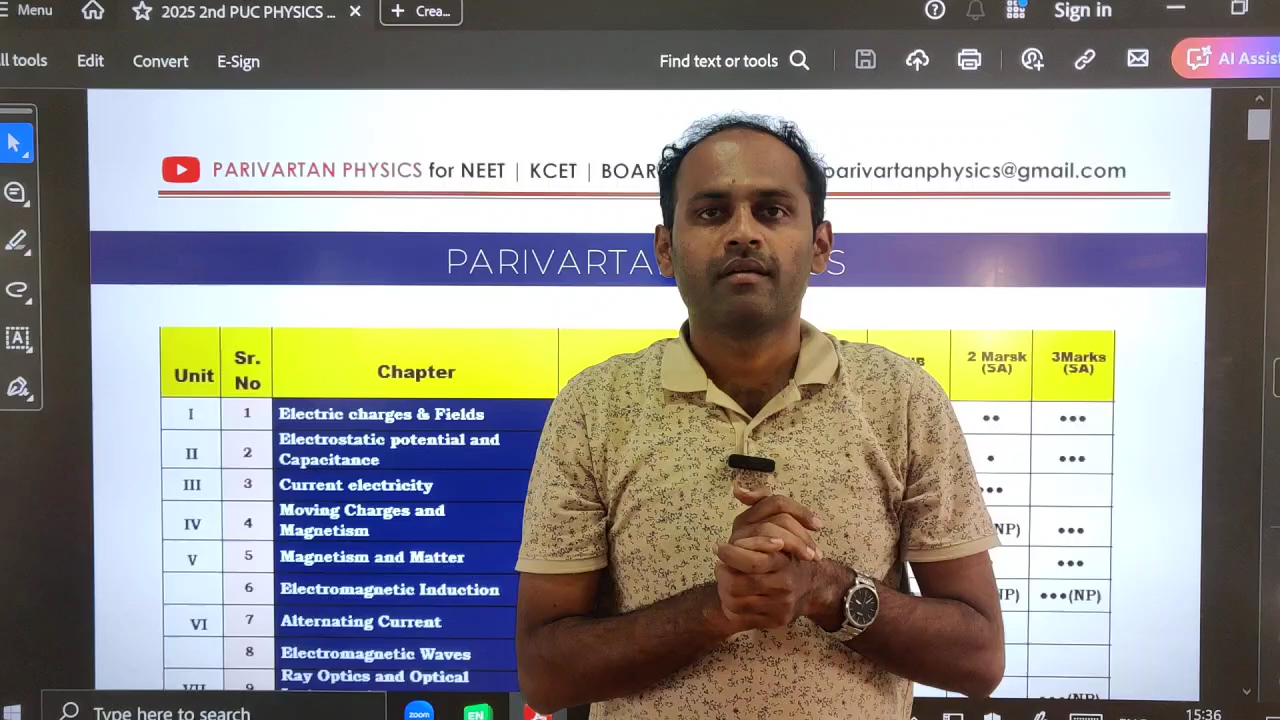 Menu
2025 2nd PUC PHYSICS ...
+ Crea...
Sign in
ll tools
Edit
Convert
E-Sign
Find text or tools
AI Assist
PARIVARTAN PHYSICS for NEET | KCET | BOAR
parivartanphysics@gmail.com
PARIVARTA S
Unit
Sr. No
Chapter
2 Marsk (SA)
3Marks (SA)
I 1 Electric charges & Fields •• •••
II 2 Electrostatic potential and Capacitance • •••
III 3 Current electricity •••
IV 4 Moving Charges and Magnetism NP) •••
V 5 Magnetism and Matter •••
6 Electromagnetic Induction NP) •••(NP)
VI 7 Alternating Current
8 Electromagnetic Waves
VII 9 Ray Optics and Optical
•••(NP)
Type here to search
zoom
EN
15:36